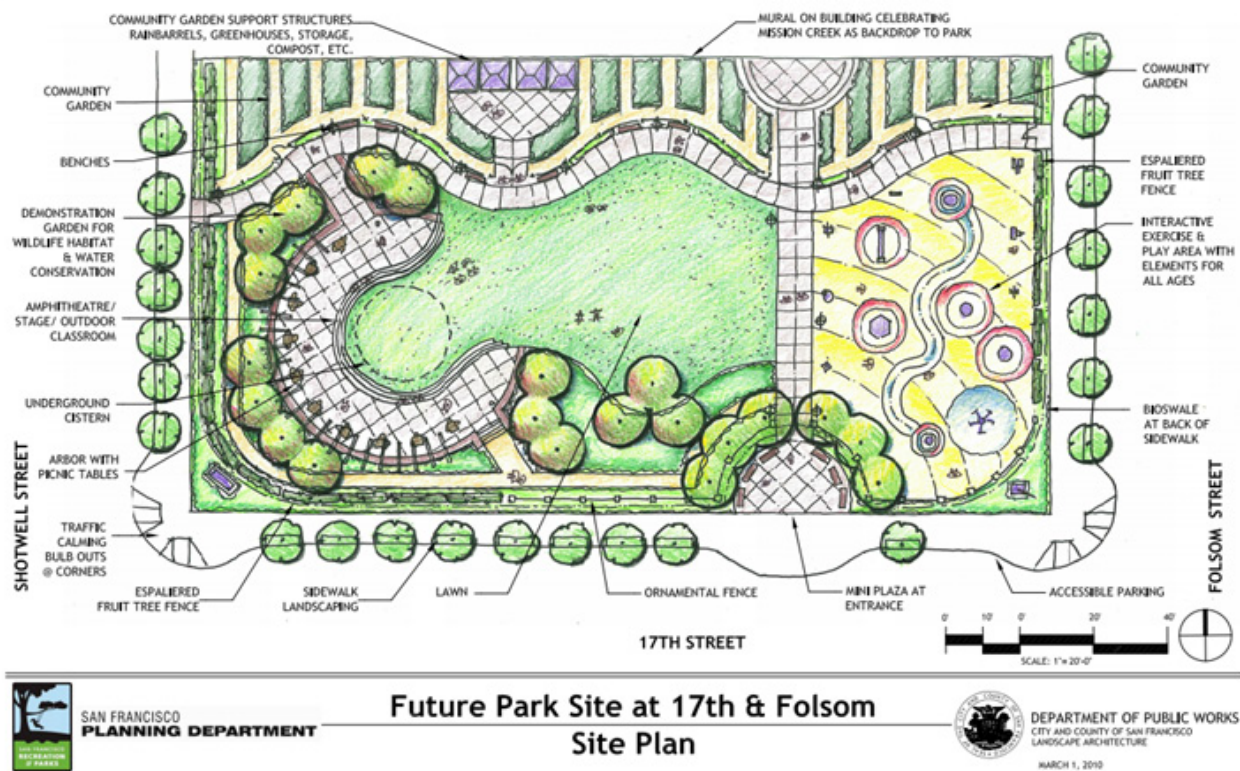 COMMUNITY GARDEN SUPPORT STRUCTURES
RAINBARRELS, GREENHOUSES, STORAGE,
COMPOST, ETC.
MURAL ON BUILDING CELEBRATING
MISSION CREEK AS BACKDROP TO PARK
COMMUNITY
GARDEN
BENCHES
DEMONSTRATION
GARDEN FOR
WILDLIFE HABITAT
& WATER
CONSERVATION
AMPHITHEATRE/
STAGE/ OUTDOOR
CLASSROOM
UNDERGROUND
CISTERN
ARBOR WITH
PICNIC TABLES
TRAFFIC
CALMING
BULB OUTS
@ CORNERS
SHOTWELL STREET
COMMUNITY
GARDEN
ESPALIERED
FRUIT TREE
FENCE
INTERACTIVE
EXERCISE &
PLAY AREA WITH
ELEMENTS FOR
ALL AGES
BIOSWALE
AT BACK OF
SIDEWALK
FOLSOM STREET
ESPALIERED
FRUIT TREE FENCE
SIDEWALK
LANDSCAPING
LAWN
ORNAMENTAL FENCE
MINI PLAZA AT
ENTRANCE
ACCESSIBLE PARKING
17TH STREET
0' 10' 0' 20' 40'
SCALE: 1"= 20'-0"
SAN FRANCISCO
RECREATION
& PARKS
SAN FRANCISCO
PLANNING DEPARTMENT
Future Park Site at 17th & Folsom
Site Plan
DEPARTMENT OF PUBLIC WORKS
CITY AND COUNTY OF SAN FRANCISCO
LANDSCAPE ARCHITECTURE
MARCH 1, 2010